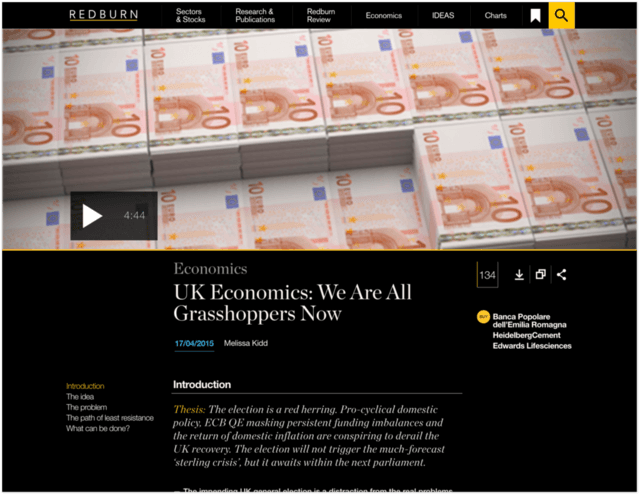 REDBURN
Sectors
& Stocks
Research &
Publications
Redburn
Review
Economics
IDEAS
Charts
10 EURO
4:44
Economics
UK Economics: We Are All
Grasshoppers Now
17/04/2015 Melissa Kidd
134
BUY
Banca Popolare
dell'Emilia Romagna
HeidelbergCement
Edwards Lifesciences
Introduction
The idea
The problem
The path of least resistance
What can be done?
Introduction
Thesis: The election is a red herring. Pro-cyclical domestic
policy, ECB QE masking persistent funding imbalances and
the return of domestic inflation are conspiring to derail the
UK recovery. The election will not trigger the much-forecast
‘sterling crisis’, but it awaits within the next parliament.
— The impending UK general election is a distraction from the real problems